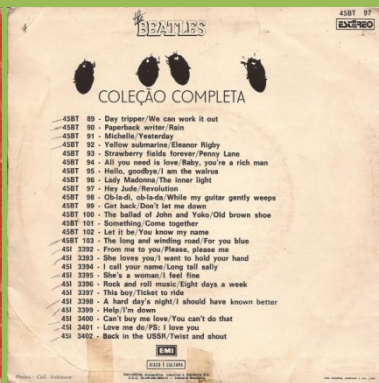 45BT 97
ESTÉREO
the
BEATLES
COLEÇÃO COMPLETA
45BT 89 - Day tripper/We can work it out
45BT 90 - Paperback writer/Rain
45BT 91 - Michelle/Yesterday
45BT 92 - Yellow submarine/Eleanor Rigby
45BT 93 - Strawberry fields forever/Penny Lane
45BT 94 - All you need is love/Baby, you're a rich man
45BT 95 - Hello, goodbye/I am the walrus
45BT 96 - Lady Madonna/The inner light
45BT 97 - Hey Jude/Revolution
45BT 98 - Ob-la-di, ob-la-da/While my guitar gently weeps
45BT 99 - Get back/Don't let me down
45BT 100 - The ballad of John and Yoko/Old brown shoe
45BT 101 - Something/Come together
45BT 102 - Let it be/You know my name
45BT 103 - The long and winding road/For you blue
45I 3392 - From me to you/Please, please me
45I 3393 - She loves you/I want to hold your hand
45I 3394 - I call your name/Long tall sally
45I 3395 - She's a woman/I feel fine
45I 3396 - Rock and roll music/Eight days a week
45I 3397 - This boy/Ticket to ride
45I 3398 - A hard day's night/I should have known better
45I 3399 - Help/I'm down
45I 3400 - Can't buy me love/You can't do that
45I 3401 - Love me do/PS: I love you
45I 3402 - Back in the USSR/Twist and shout
EMI
DISCO É CULTURA